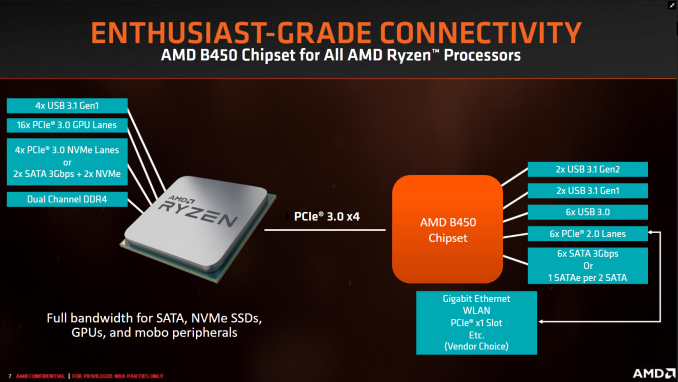 ENTHUSIAST-GRADE CONNECTIVITY
AMD B450 Chipset for All AMD Ryzen™ Processors
4x USB 3.1 Gen1
16x PCIe® 3.0 GPU Lanes
4x PCIe® 3.0 NVMe Lanes
or
2x SATA 3Gbps + 2x NVMe
Dual Channel DDR4
AMD
RYZEN
PCIe® 3.0 x4
AMD B450
Chipset
2x USB 3.1 Gen2
2x USB 3.1 Gen1
6x USB 3.0
6x PCIe® 2.0 Lanes
6x SATA 3Gbps
Or
1 SATAe per 2 SATA
Gigabit Ethernet
WLAN
PCIe® x1 Slot
Etc.
(Vendor Choice)
Full bandwidth for SATA, NVMe SSDs,
GPUs, and mobo peripherals
7 AMD CONFIDENTIAL | FOR PRIVILEGED NDA PARTIES ONLY
AMD